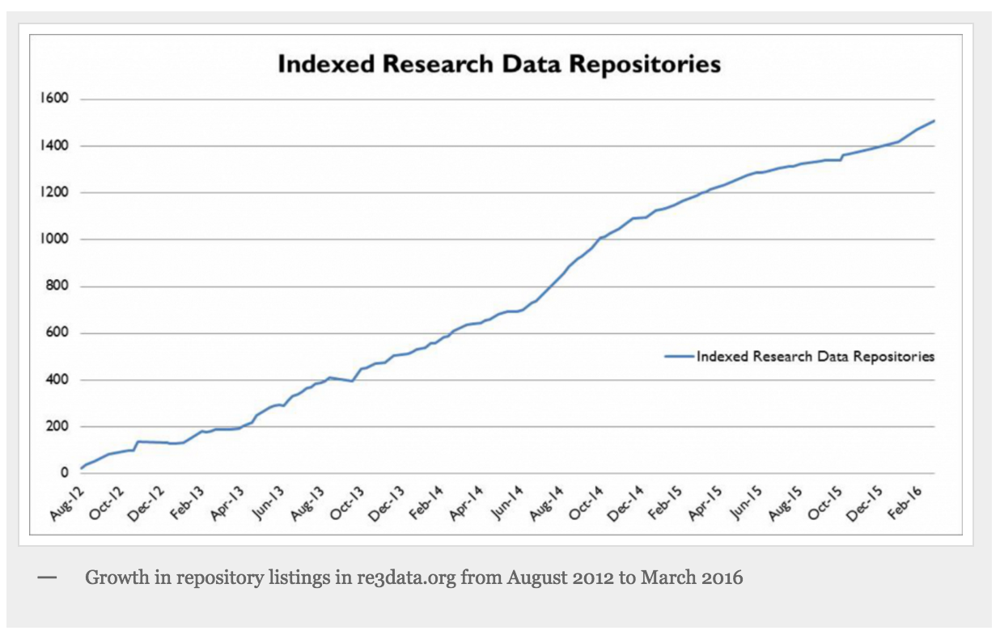 Indexed Research Data Repositories
1600
1400
1200
1000
800
600
400
200
0
Indexed Research Data Repositories
Aug-12
Oct-12
Dec-12
Feb-13
Apr-13
Jun-13
Aug-13
Oct-13
Dec-13
Feb-14
Apr-14
Jun-14
Aug-14
Oct-14
Dec-14
Feb-15
Apr-15
Jun-15
Aug-15
Oct-15
Dec-15
Feb-16
— Growth in repository listings in re3data.org from August 2012 to March 2016